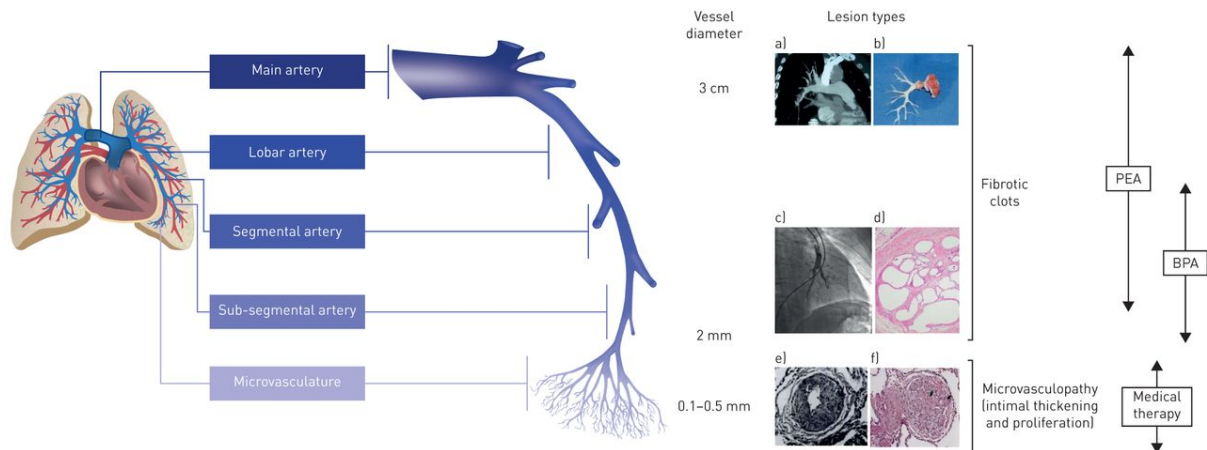 Vessel
diameter
Lesion types
a)
b)
Main artery
3 cm
Lobar artery
PEA
Fibrotic
clots
Segmental artery
c)
d)
BPA
Sub-segmental artery
2 mm
e)
f)
Microvasculature
0.1–0.5 mm
Microvasculopathy
(intimal thickening
and proliferation)
Medical
therapy